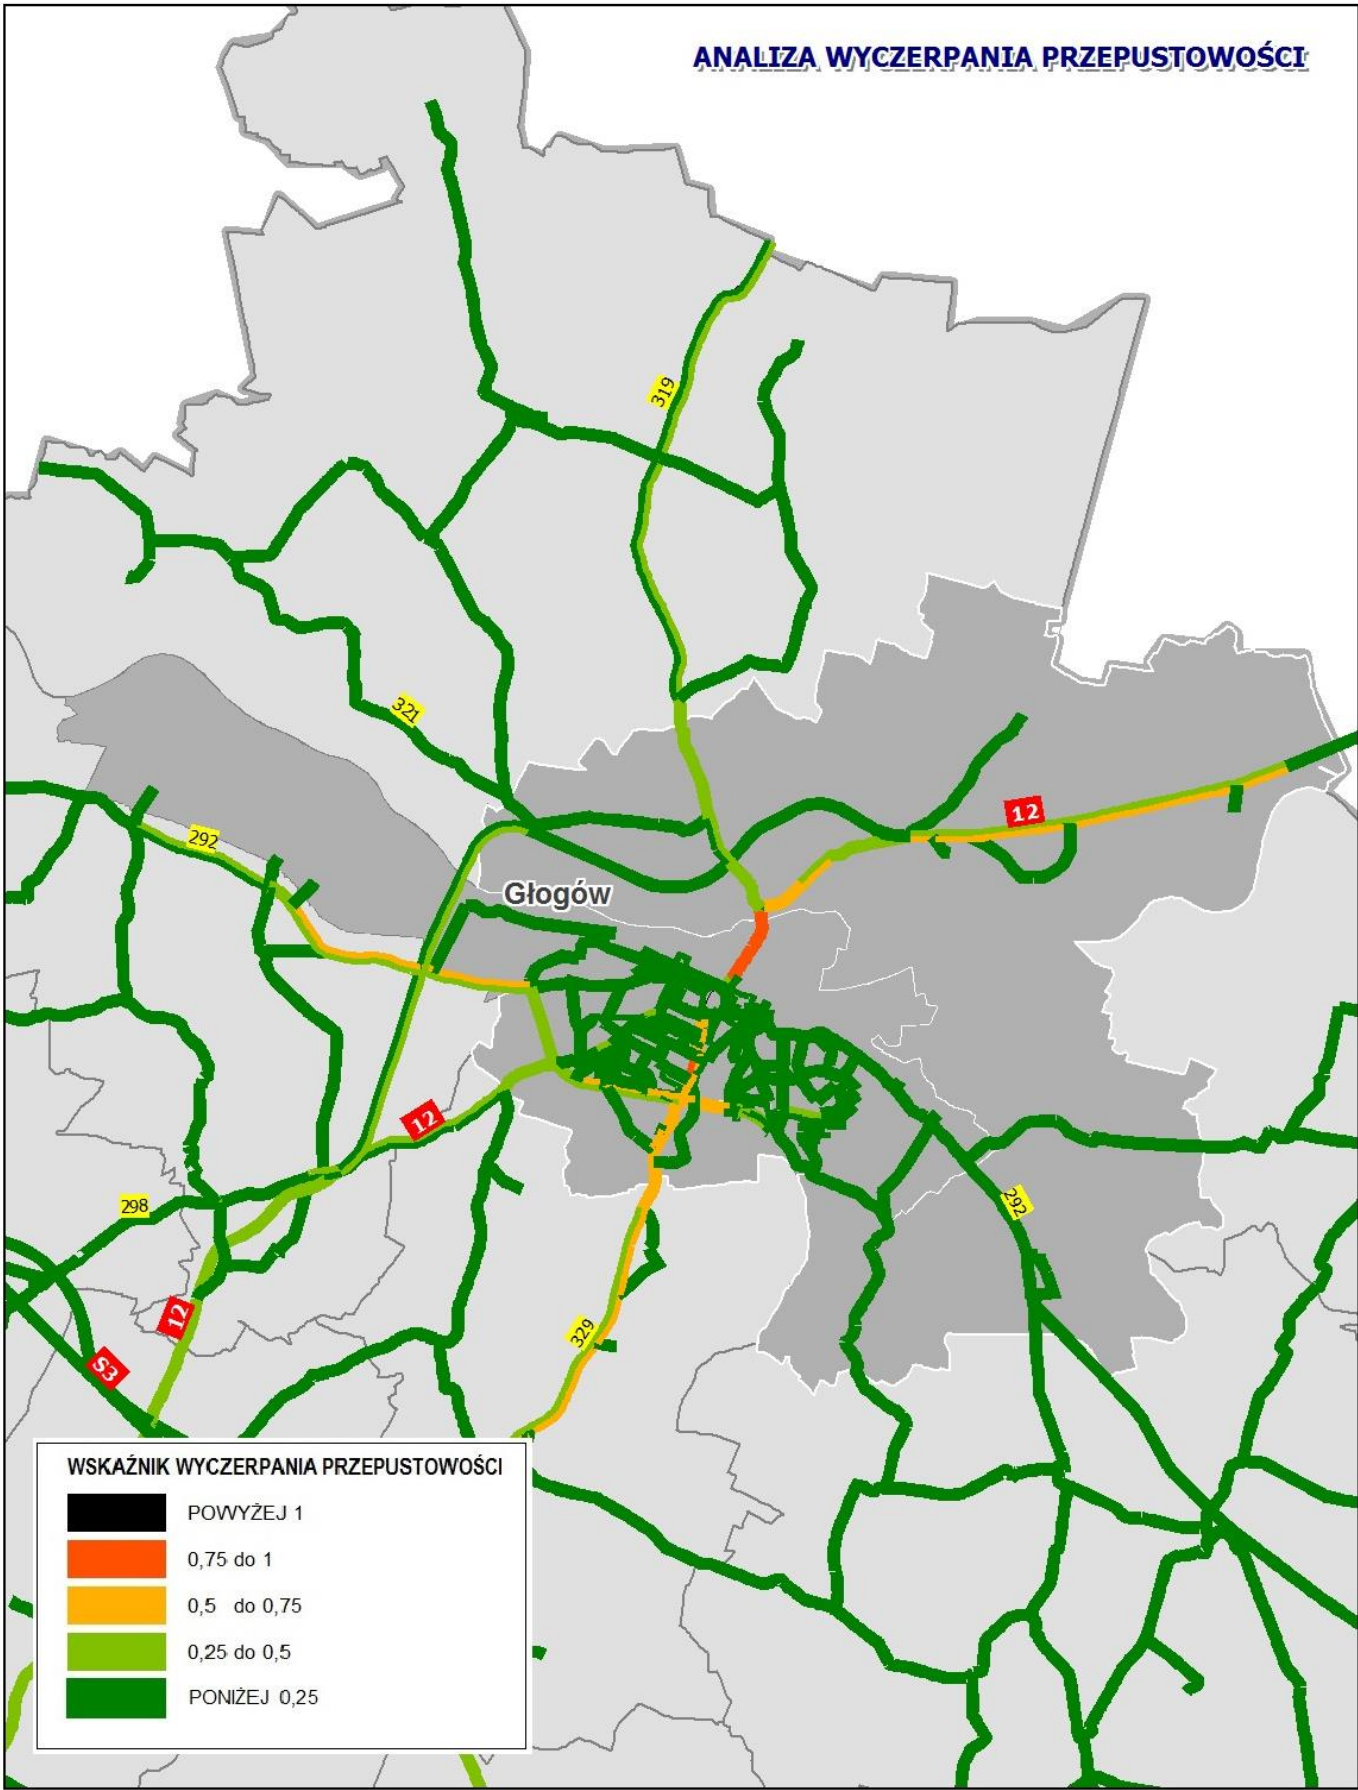 ANALIZA WYCZERPANIA PRZEPUSTOWOŚCI
319
321
12
292
Głogów
12
298
292
12
329
S3
WSKAŹNIK WYCZERPANIA PRZEPUSTOWOŚCI
POWYŻEJ 1
0,75 do 1
0,5 do 0,75
0,25 do 0,5
PONIŻEJ 0,25